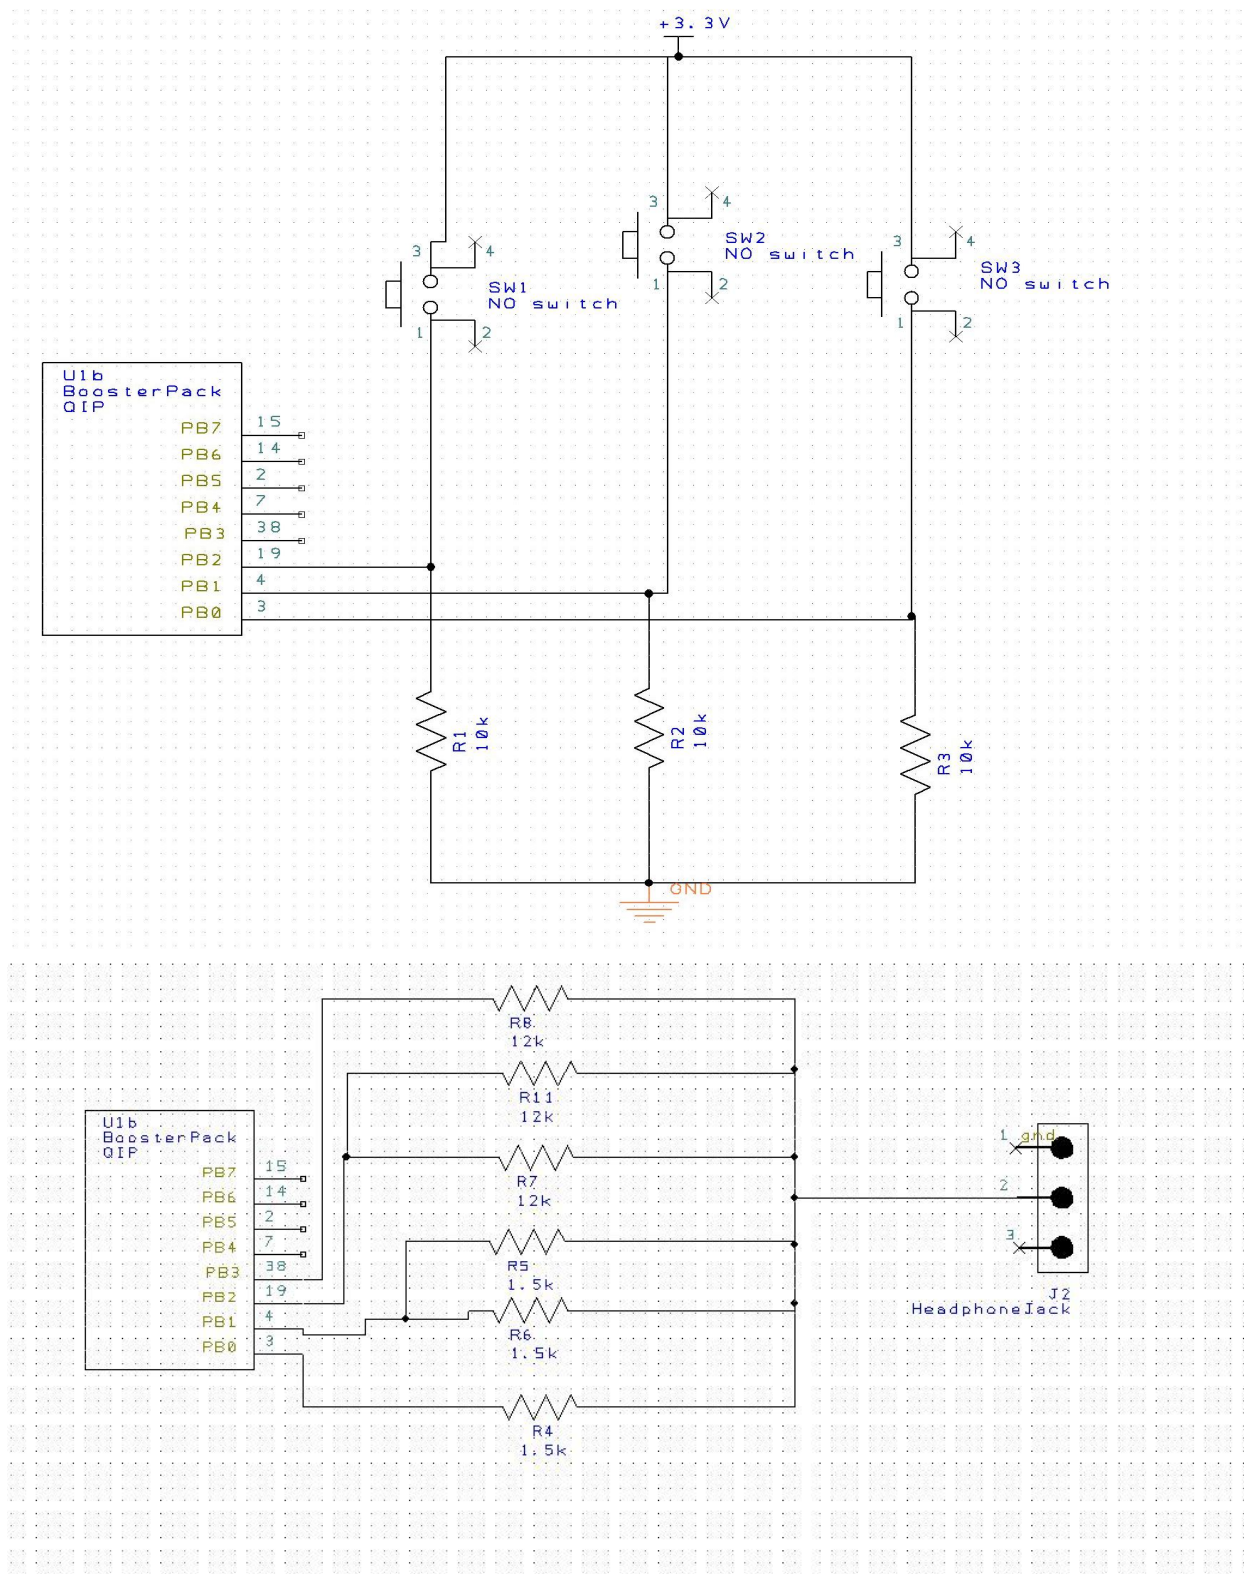 +3.3V
3
4
SW2
NO switch
1
2
3
4
SW1
NO switch
1
2
3
4
SW3
NO switch
1
2
U1b
BoosterPack
QIP
PB7 15
PB6 14
PB5 2
PB4 7
PB3 38
PB2 19
PB1 4
PB0 3
R1
10k
R2
10k
R3
10k
GND
R8
12k
R11
12k
R7
12k
R5
1.5k
R6
1.5k
R4
1.5k
U1b
BoosterPack
QIP
PB7 15
PB6 14
PB5 2
PB4 7
PB3 38
PB2 19
PB1 4
PB0 3
1 gnd
2
3
J2
HeadphoneJack